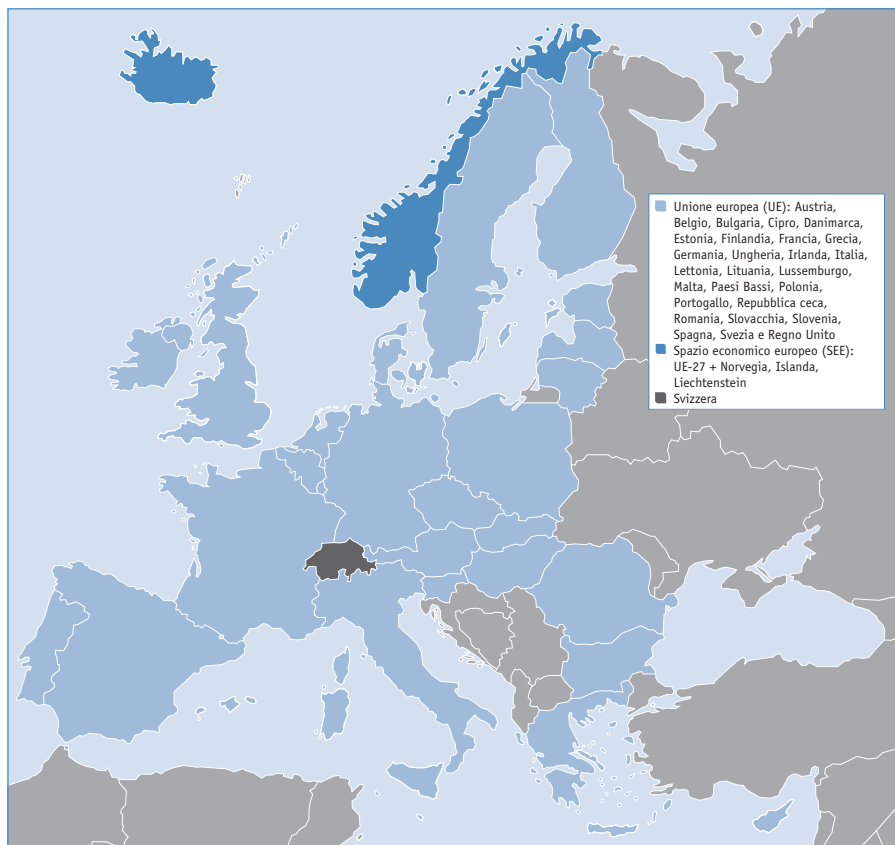 Unione europea (UE): Austria,
Belgio, Bulgaria, Cipro, Danimarca,
Estonia, Finlandia, Francia, Grecia,
Germania, Ungheria, Irlanda, Italia,
Lettonia, Lituania, Lussemburgo,
Malta, Paesi Bassi, Polonia,
Portogallo, Repubblica ceca,
Romania, Slovacchia, Slovenia,
Spagna, Svezia e Regno Unito
Spazio economico europeo (SEE):
UE-27 + Norvegia, Islanda,
Liechtenstein
Svizzera